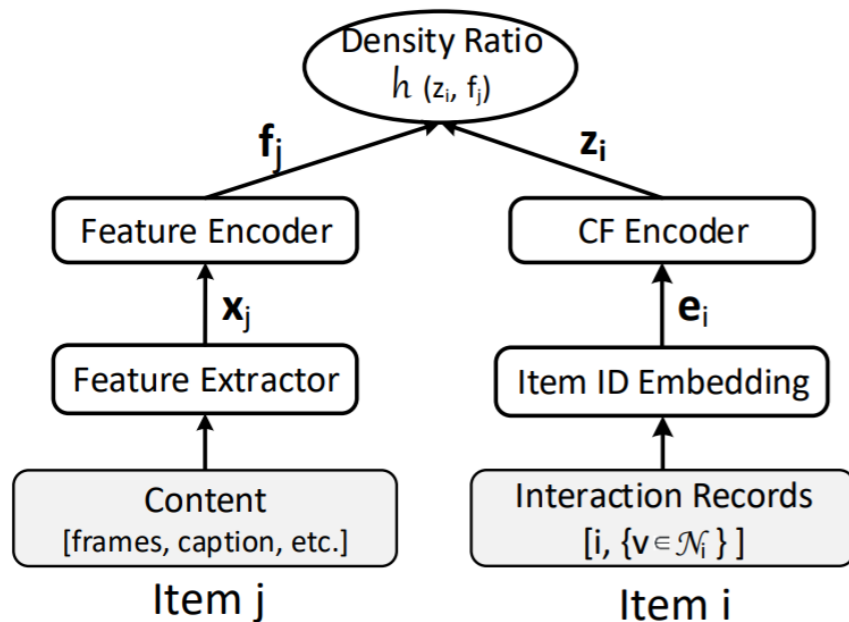 Density Ratio
h (zᵢ, fⱼ)
fⱼ
zᵢ
Feature Encoder
CF Encoder
xⱼ
eᵢ
Feature Extractor
Item ID Embedding
Content
[frames, caption, etc.]
Interaction Records
[i, {v ∈ 𝒩ᵢ } ]
Item j
Item i